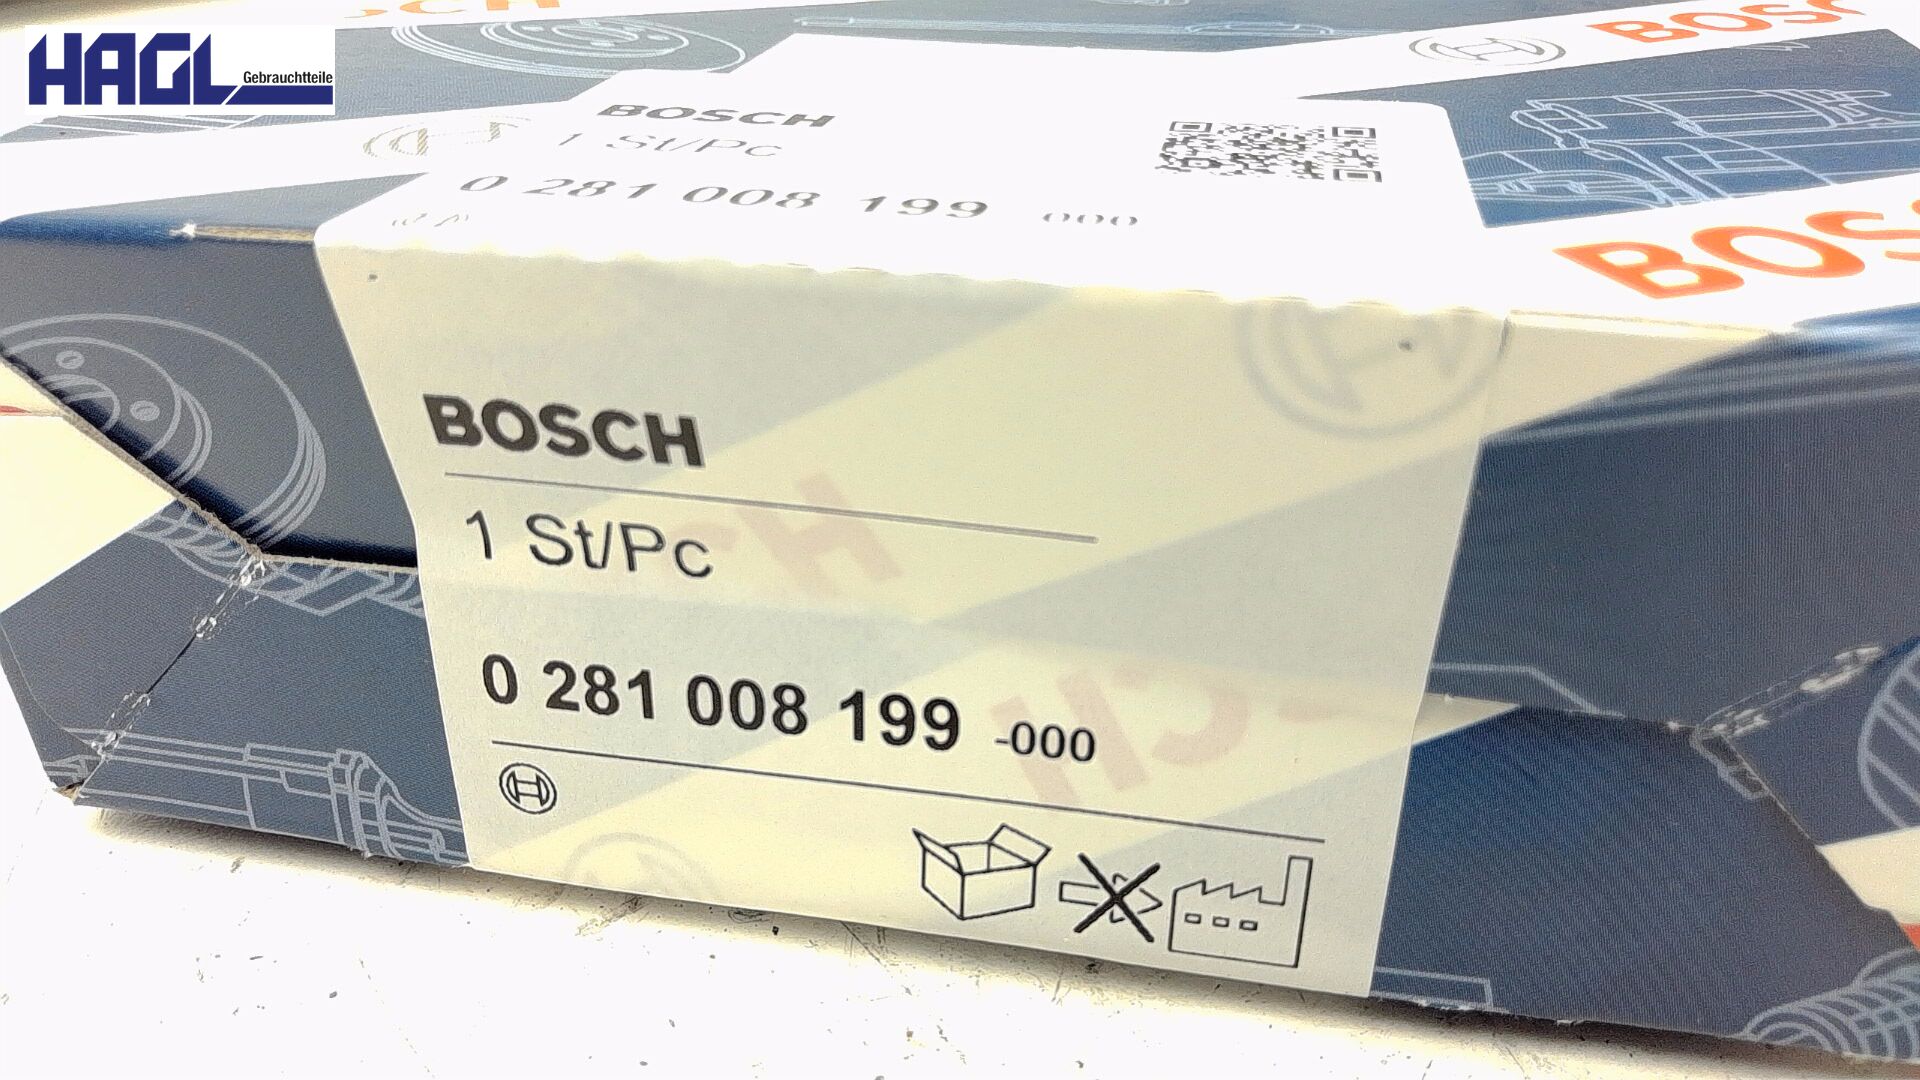 BOSCH
BOSCH
HAGL
Gebrauchtteile
BOSCH
1 St/Pc
0 281 008 199 000
BOSCH
BOSCH
1 St/Pc
0 281 008 199 -000